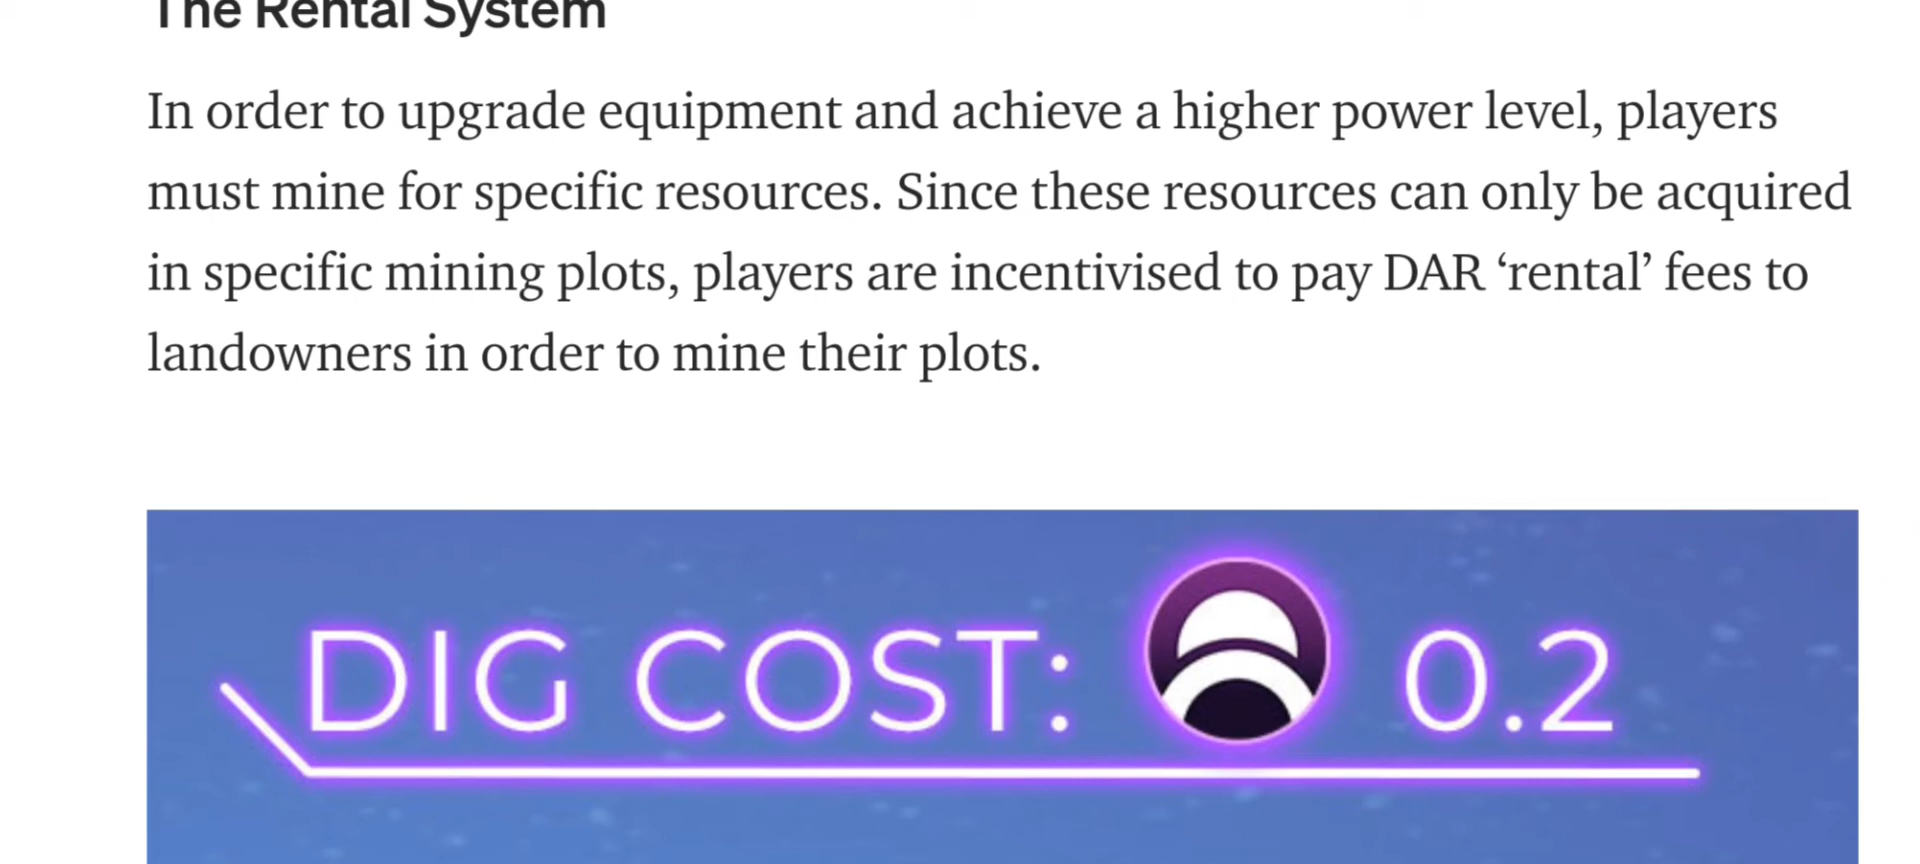 The Rental System
In order to upgrade equipment and achieve a higher power level, players
must mine for specific resources. Since these resources can only be acquired
in specific mining plots, players are incentivised to pay DAR ‘rental’ fees to
landowners in order to mine their plots.
DIG COST: 0.2